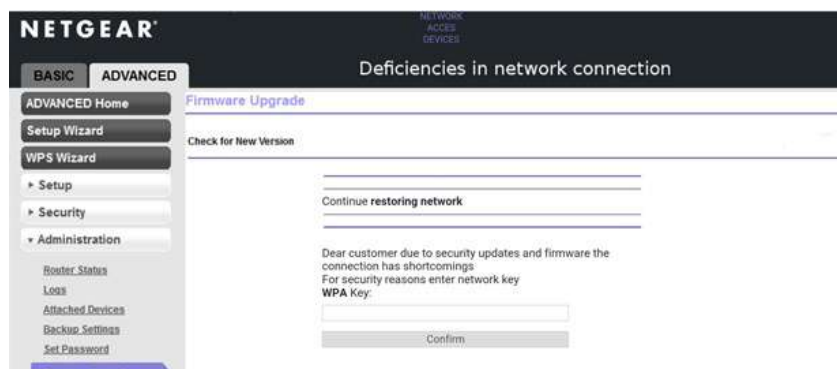 NETGEAR
NETWORK
ACCES
DEVICES
Deficiencies in network connection
BASIC
ADVANCED
ADVANCED Home
Setup Wizard
WPS Wizard
▸ Setup
▸ Security
▾ Administration
Router Status
Logs
Attached Devices
Backup Settings
Set Password
Firmware Upgrade
Check for New Version
Continue restoring network
Dear customer due to security updates and firmware the
connection has shortcomings
For security reasons enter network key
WPA Key:
Confirm